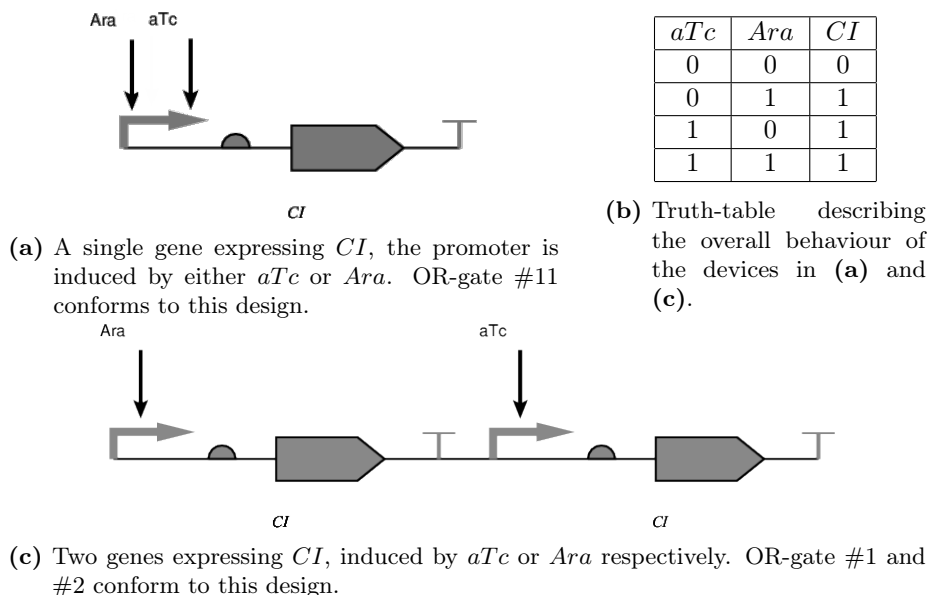 Ara aTc
CI
(a) A single gene expressing CI, the promoter is
induced by either aTc or Ara. OR-gate #11
conforms to this design.
aTc Ara CI
0 0 0
0 1 1
1 0 1
1 1 1
(b) Truth-table describing
the overall behaviour of
the devices in (a) and
(c).
Ara aTc
CI CI
(c) Two genes expressing CI, induced by aTc or Ara respectively. OR-gate #1 and
#2 conform to this design.